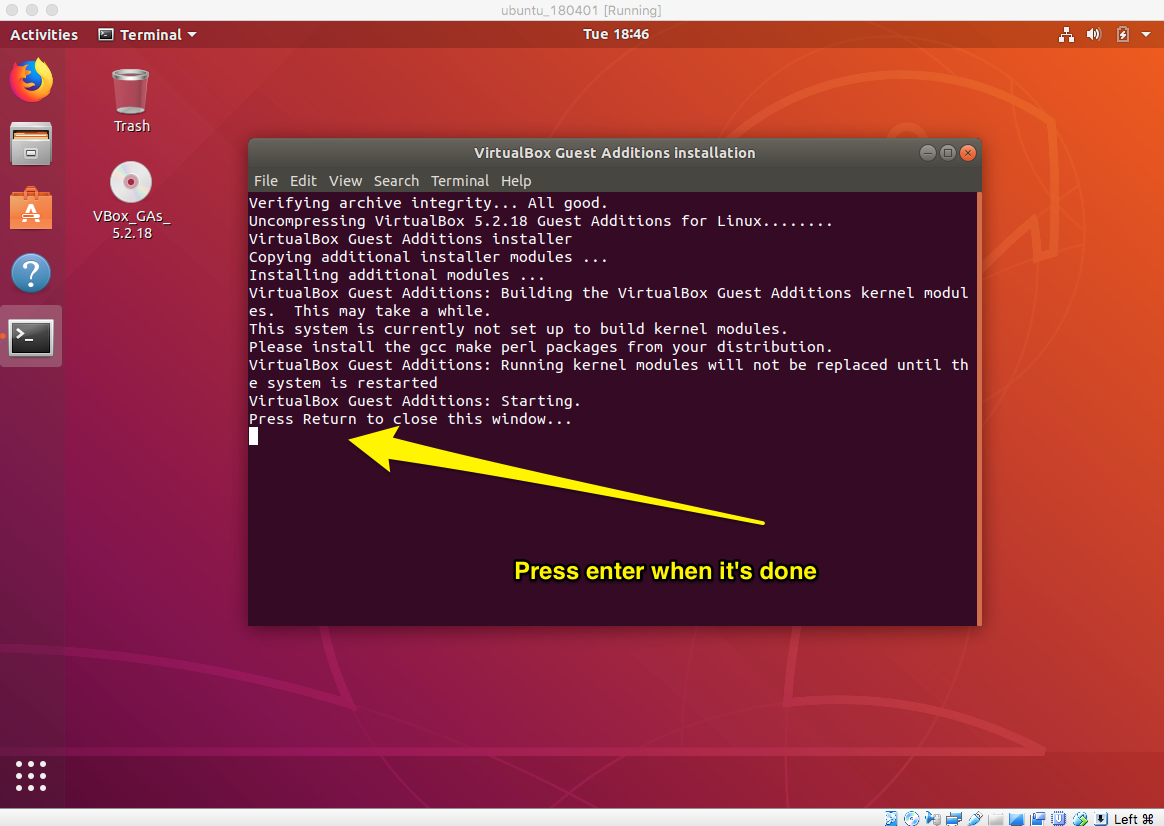 ubuntu_180401 [Running]
Activities Terminal Tue 18:46
Trash
VBox_GAs_
5.2.18
VirtualBox Guest Additions installation
File Edit View Search Terminal Help
Verifying archive integrity... All good.
Uncompressing VirtualBox 5.2.18 Guest Additions for Linux........
VirtualBox Guest Additions installer
Copying additional installer modules ...
Installing additional modules ...
VirtualBox Guest Additions: Building the VirtualBox Guest Additions kernel modul
es.  This may take a while.
This system is currently not set up to build kernel modules.
Please install the gcc make perl packages from your distribution.
VirtualBox Guest Additions: Running kernel modules will not be replaced until th
e system is restarted
VirtualBox Guest Additions: Starting.
Press Return to close this window...
Press enter when it's done
Left ⌘